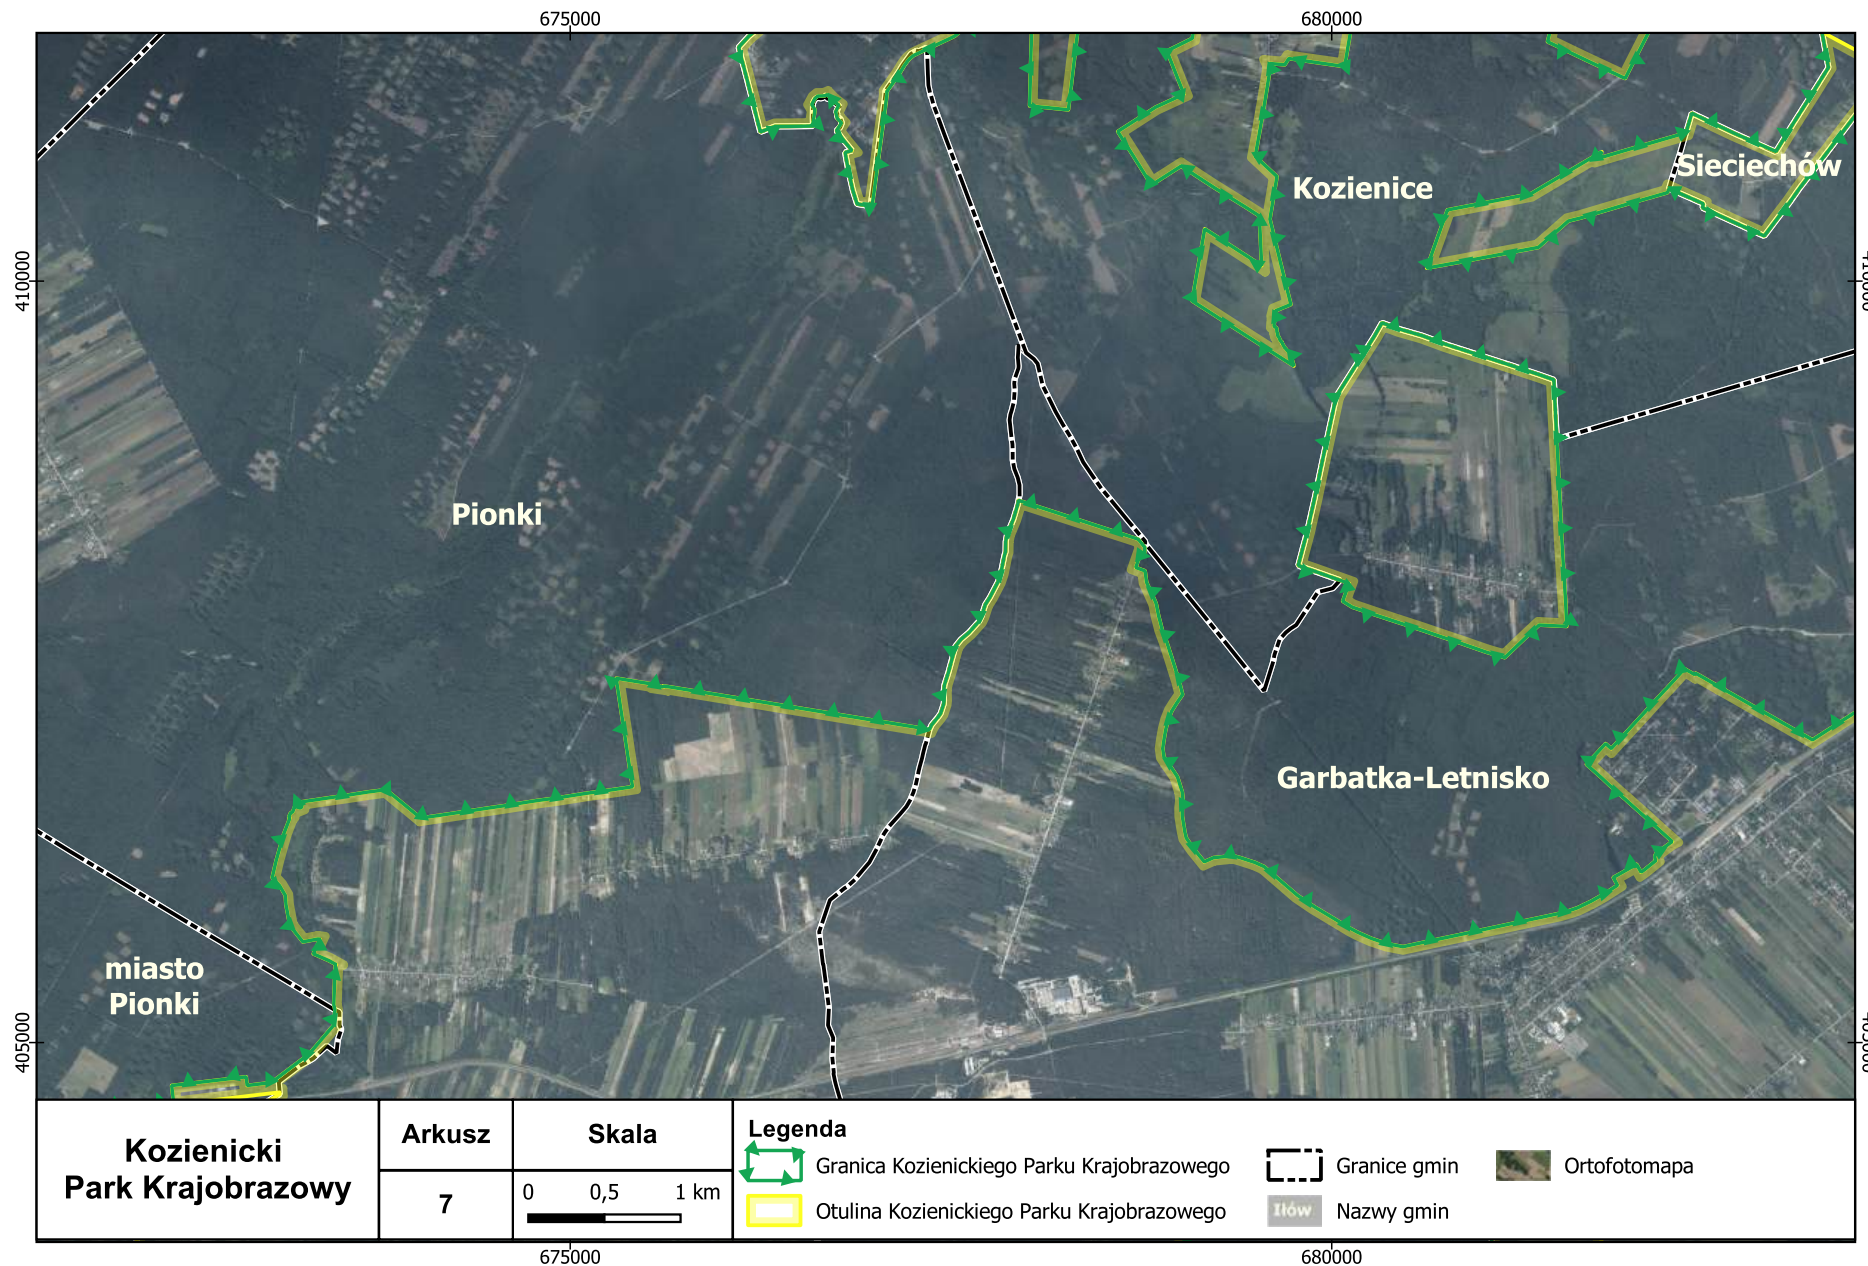 675000
680000
410000
Sieciechów
Kozienice
Pionki
Garbatka-Letnisko
miasto
Pionki
405000
Kozienicki
Park Krajobrazowy
Arkusz
7
Skala
0
0,5
1 km
Legenda
Granica Kozienickiego Parku Krajobrazowego
Otulina Kozienickiego Parku Krajobrazowego
Granice gmin
Iłów
Nazwy gmin
Ortofotomapa
675000
680000